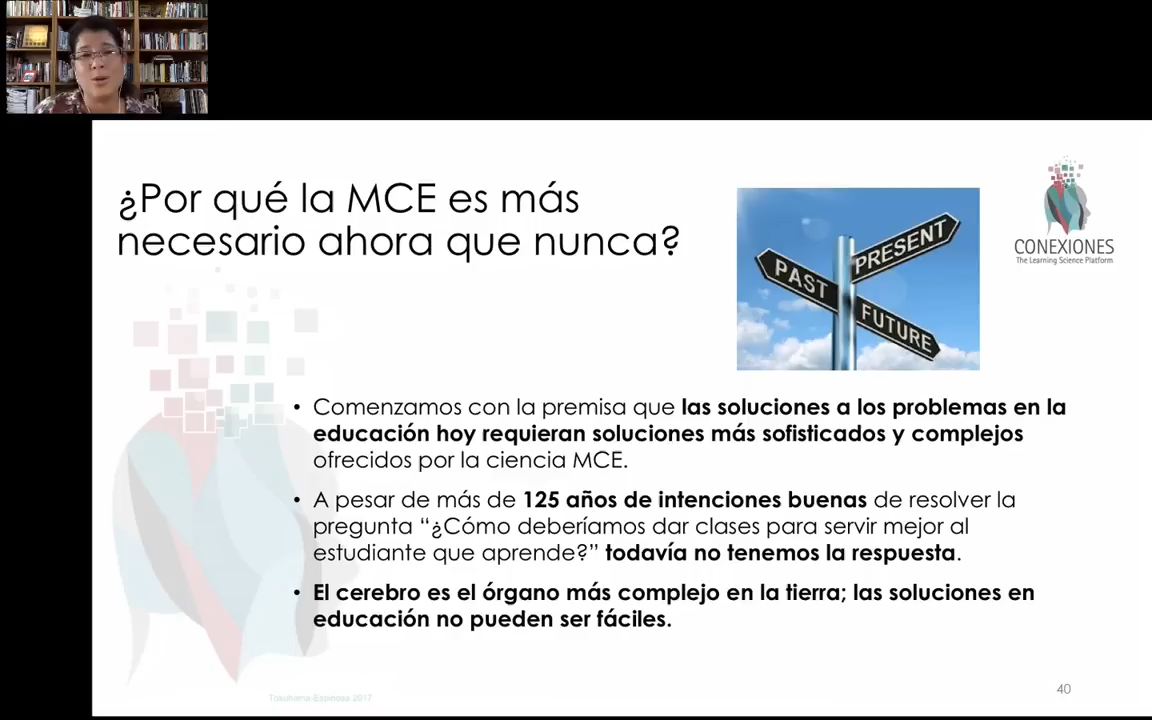 ¿Por qué la MCE es más
necesario ahora que nunca?
PAST
PRESENT
FUTURE
CONEXIONES
The Learning Science Platform
• Comenzamos con la premisa que las soluciones a los problemas en la
educación hoy requieran soluciones más sofisticados y complejos
ofrecidos por la ciencia MCE.
• A pesar de más de 125 años de intenciones buenas de resolver la
pregunta “¿Cómo deberíamos dar clases para servir mejor al
estudiante que aprende?” todavía no tenemos la respuesta.
• El cerebro es el órgano más complejo en la tierra; las soluciones en
educación no pueden ser fáciles.
Tokuhama-Espinosa 2017
40